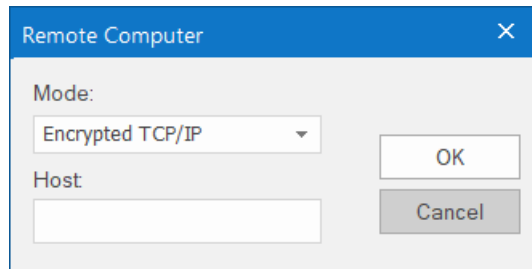 Remote Computer
Mode:
Encrypted TCP/IP
OK
Host:
Cancel